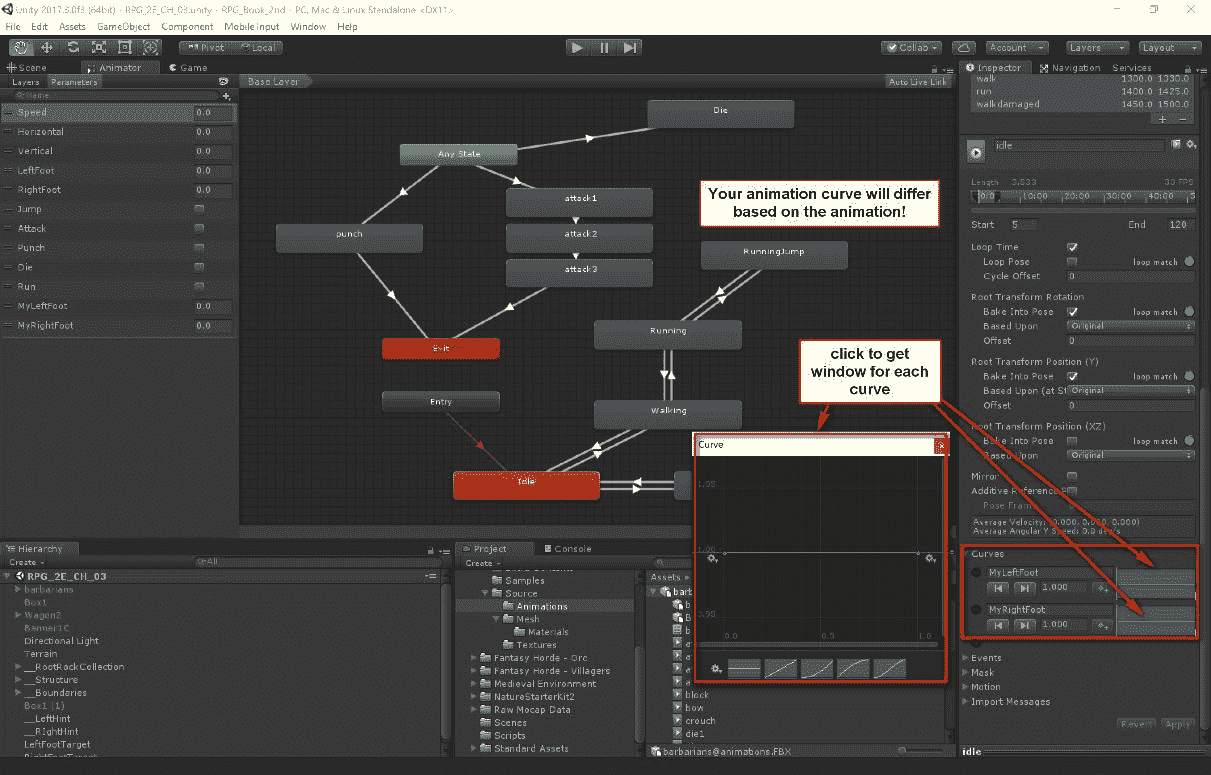 Unity 2017.3.0f3 (64bit) - RPG_2E_CH_03.unity - RPG_Book_2nd - PC, Mac & Linux Standalone <DX11>
File Edit Assets GameObject Component Mobile Input Window Help
Pivot Local Collab Account Layers Layout
Scene Animator Game
Layers Parameters
Base Layer
Auto Live Link
Name
Speed 0.0
Horizontal 0.0
Vertical 0.0
LeftFoot 0.0
RightFoot 0.0
Jump
Attack
Punch
Die
Run
MyLeftFoot 0.0
MyRightFoot 0.0
Die
Any State
attack1
punch
attack2
attack3
RunningJump
Running
Exit
Entry
Walking
Idle
Your animation curve will differ
based on the animation!
click to get
window for each
curve
Curve
1.05
1.00
0.95
0.0 0.5 1.0
Inspector Navigation Services
walk 1300.0 1330.0
run 1400.0 1425.0
walk damaged 1450.0 1500.0
idle
Length 3.833 30 FPS
0:00 10:00 20:00 30:00 40:00 5
Start 5 End 120
Loop Time
Loop Pose loop match
Cycle Offset 0
Root Transform Rotation
Bake Into Pose loop match
Based Upon Original
Offset 0
Root Transform Position (Y)
Bake Into Pose loop match
Based Upon (at St Original
Offset 0
Root Transform Position (XZ)
Bake Into Pose loop match
Based Upon Original
Mirror
Additive Reference P
Pose Fram
Average Velocity: (0.000, 0.000, 0.000)
Average Angular Y Speed: 0.0 deg/s
Curves
MyLeftFoot
1.000
MyRightFoot
1.000
Events
Mask
Motion
Import Messages
Revert Apply
idle
Hierarchy
Create All
RPG_2E_CH_03
barbarians
Box1
Wagon2
Banner1C
Directional Light
Terrain
__RootRockCollection
__Structure
__Boundaries
Box1 (1)
__LeftHint
__RIghtHint
LeftFootTarget
RightFootTarget
Project Console
Create
Samples
Source
Animations
Mesh
Materials
Textures
Fantasy Horde - Orc
Fantasy Horde - Villagers
Medieval Environment
NatureStarterKit2
Raw Mocap Data
Scenes
Scripts
Standard Assets
Assets
barb
block
bow
crouch
die1
barbarians@animations.FBX